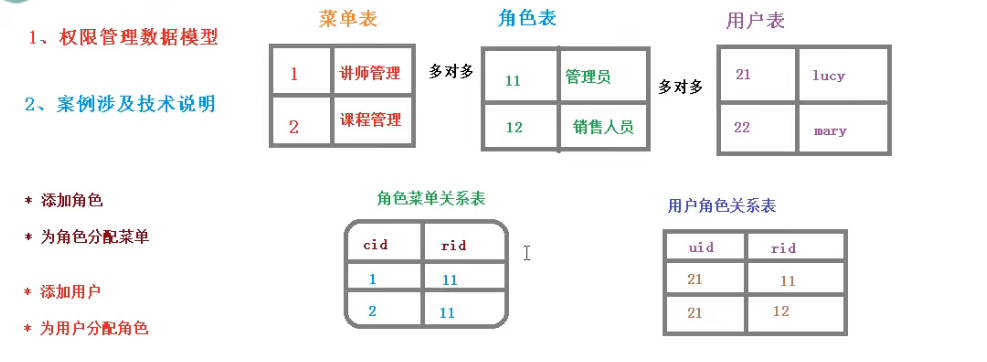 菜单表
角色表
用户表
1、权限管理数据模型
2、案例涉及技术说明
1 讲师管理
2 课程管理
多对多
11 管理员
12 销售人员
多对多
21 lucy
22 mary
* 添加角色
* 为角色分配菜单
* 添加用户
* 为用户分配角色
角色菜单关系表
cid rid
1 11
2 11
用户角色关系表
uid rid
21 11
21 12